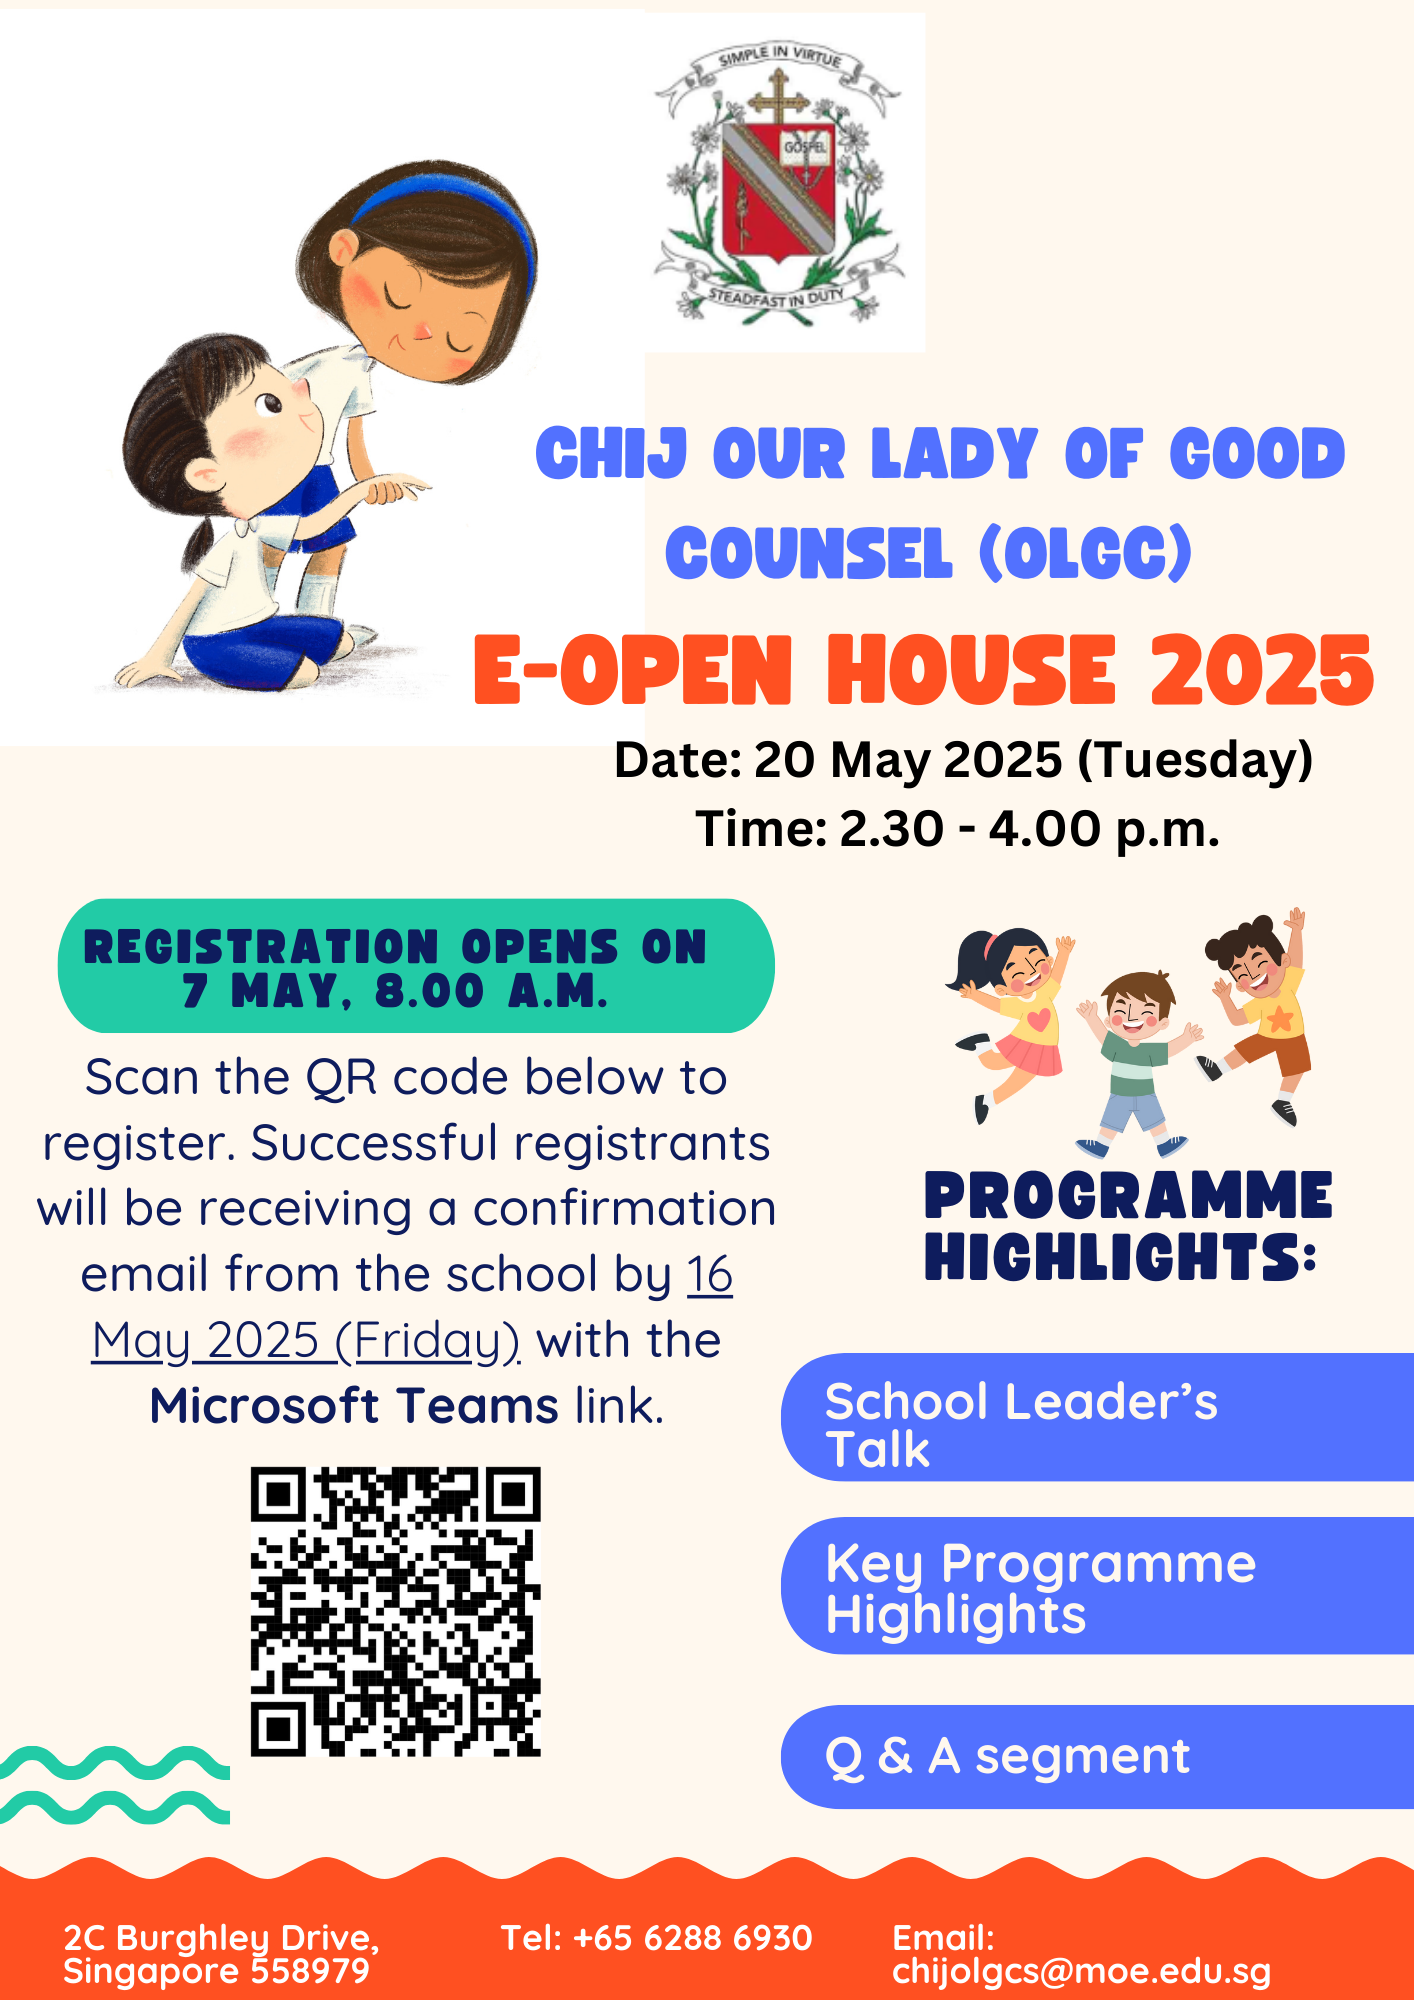 SIMPLE IN VIRTUE
GOSPEL
STEADFAST IN DUTY
CHIJ OUR LADY OF GOOD
COUNSEL (OLGC)
E-OPEN HOUSE 2025
Date: 20 May 2025 (Tuesday)
Time: 2.30 - 4.00 p.m.
REGISTRATION OPENS ON
7 MAY, 8.00 A.M.
Scan the QR code below to
register. Successful registrants
will be receiving a confirmation
email from the school by 16
May 2025 (Friday) with the
Microsoft Teams link.
PROGRAMME
HIGHLIGHTS:
School Leader’s
Talk
Key Programme
Highlights
Q & A segment
2C Burghley Drive,
Singapore 558979
Tel: +65 6288 6930
Email:
chijolgcs@moe.edu.sg